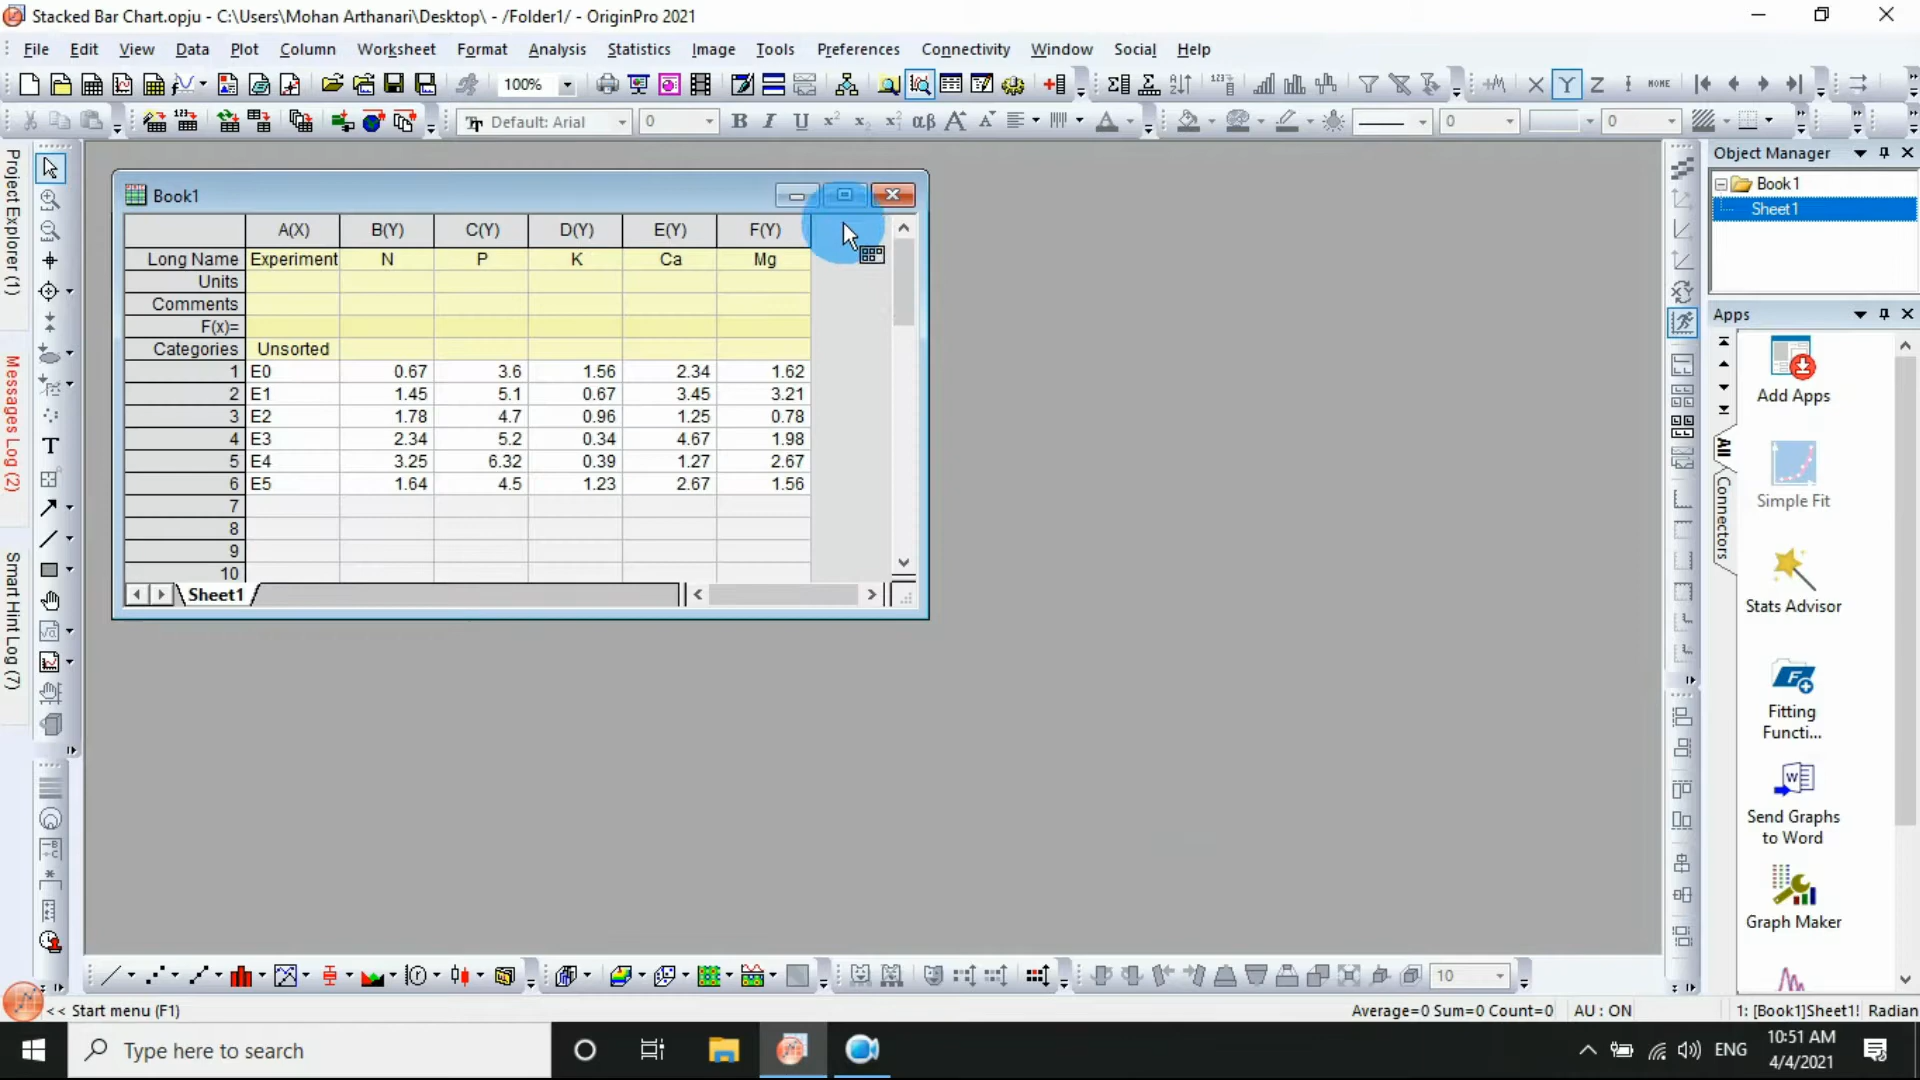 Stacked Bar Chart.opju - C:\Users\Mohan Arthanari\Desktop\ - /Folder1/ - OriginPro 2021
File Edit View Data Plot Column Worksheet Format Analysis Statistics Image Tools Preferences Connectivity Window Social Help
100% X Y Z HOME
Default: Arial 0 B I U αβ A A A 0 0
Project Explorer (1)
Messages Log (2)
Smart Hint Log (7)
Book1
A(X) B(Y) C(Y) D(Y) E(Y) F(Y)
Long Name Experiment N P K Ca Mg
Units
Comments
F(x)=
Categories Unsorted
1 E0 0.67 3.6 1.56 2.34 1.62
2 E1 1.45 5.1 0.67 3.45 3.21
3 E2 1.78 4.7 0.96 1.25 0.78
4 E3 2.34 5.2 0.34 4.67 1.98
5 E4 3.25 6.32 0.39 1.27 2.67
6 E5 1.64 4.5 1.23 2.67 1.56
7
8
9
10
Sheet1
Object Manager
Book1
Sheet1
Apps
All
Connectors
Add Apps
Simple Fit
Stats Advisor
Fitting
Functi...
Send Graphs
to Word
Graph Maker
10
<< Start menu (F1) Average=0 Sum=0 Count=0 AU : ON 1: [Book1]Sheet1! Radian
Type here to search
ENG
10:51 AM
4/4/2021